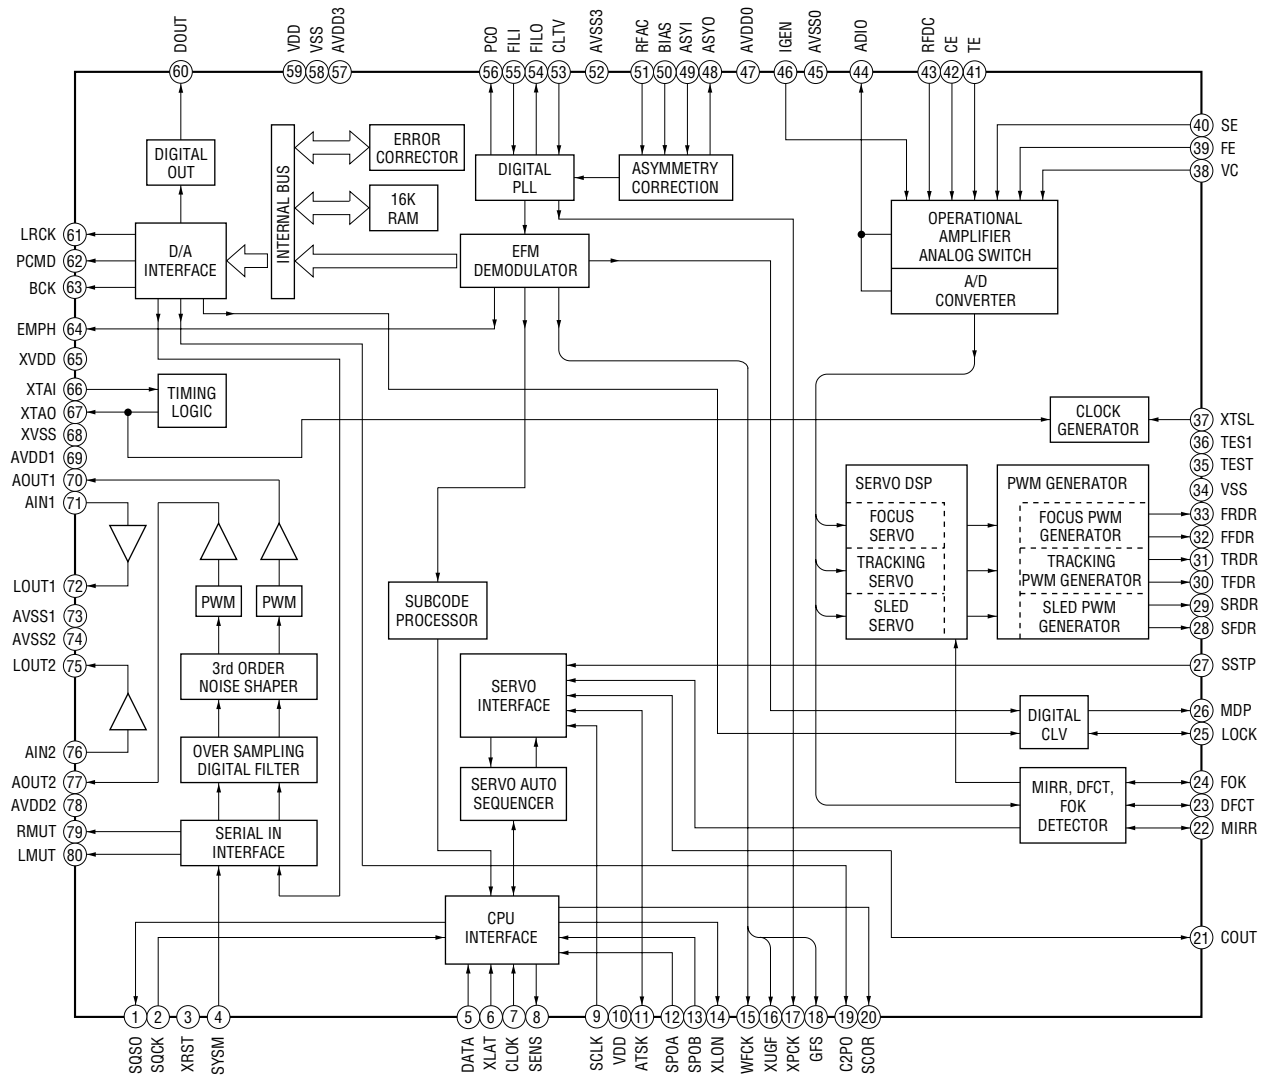 DOUT
VDD
VSS
AVDD3
PCO
FILI
FILO
CLTV
AVSS3
RFAC
BIAS
ASYI
ASYO
AVDD0
IGEN
AVSS0
ADIO
RFDC
CE
TE
60
59
58
57
56
55
54
53
52
51
50
49
48
47
46
45
44
43
42
41
40 SE
39 FE
38 VC
DIGITAL
OUT
INTERNAL BUS
ERROR
CORRECTOR
16K
RAM
DIGITAL
PLL
ASYMMETRY
CORRECTION
OPERATIONAL
AMPLIFIER
ANALOG SWITCH
A/D
CONVERTER
LRCK 61
PCMD 62
BCK 63
D/A
INTERFACE
EFM
DEMODULATOR
EMPH 64
XVDD 65
XTAI 66
XTAO 67
XVSS 68
AVDD1 69
AOUT1 70
AIN1 71
TIMING
LOGIC
CLOCK
GENERATOR
37 XTSL
36 TES1
35 TEST
34 VSS
33 FRDR
32 FFDR
31 TRDR
30 TFDR
29 SRDR
28 SFDR
27 SSTP
26 MDP
25 LOCK
24 FOK
23 DFCT
22 MIRR
21 COUT
SERVO DSP
FOCUS
SERVO
TRACKING
SERVO
SLED
SERVO
PWM GENERATOR
FOCUS PWM
GENERATOR
TRACKING
PWM GENERATOR
SLED PWM
GENERATOR
LOUT1 72
AVSS1 73
AVSS2 74
LOUT2 75
AIN2 76
AOUT2 77
AVDD2 78
RMUT 79
LMUT 80
PWM
PWM
3rd ORDER
NOISE SHAPER
OVER SAMPLING
DIGITAL FILTER
SERIAL IN
INTERFACE
SUBCODE
PROCESSOR
SERVO
INTERFACE
SERVO AUTO
SEQUENCER
DIGITAL
CLV
MIRR, DFCT,
FOK
DETECTOR
CPU
INTERFACE
1
2
3
4
5
6
7
8
9
10
11
12
13
14
15
16
17
18
19
20
SQSO
SQCK
XRST
SYSM
DATA
XLAT
CLOK
SENS
SCLK
VDD
ATSK
SPOA
SPOB
XLON
WFCK
XUGF
XPCK
GFS
C2PO
SCOR